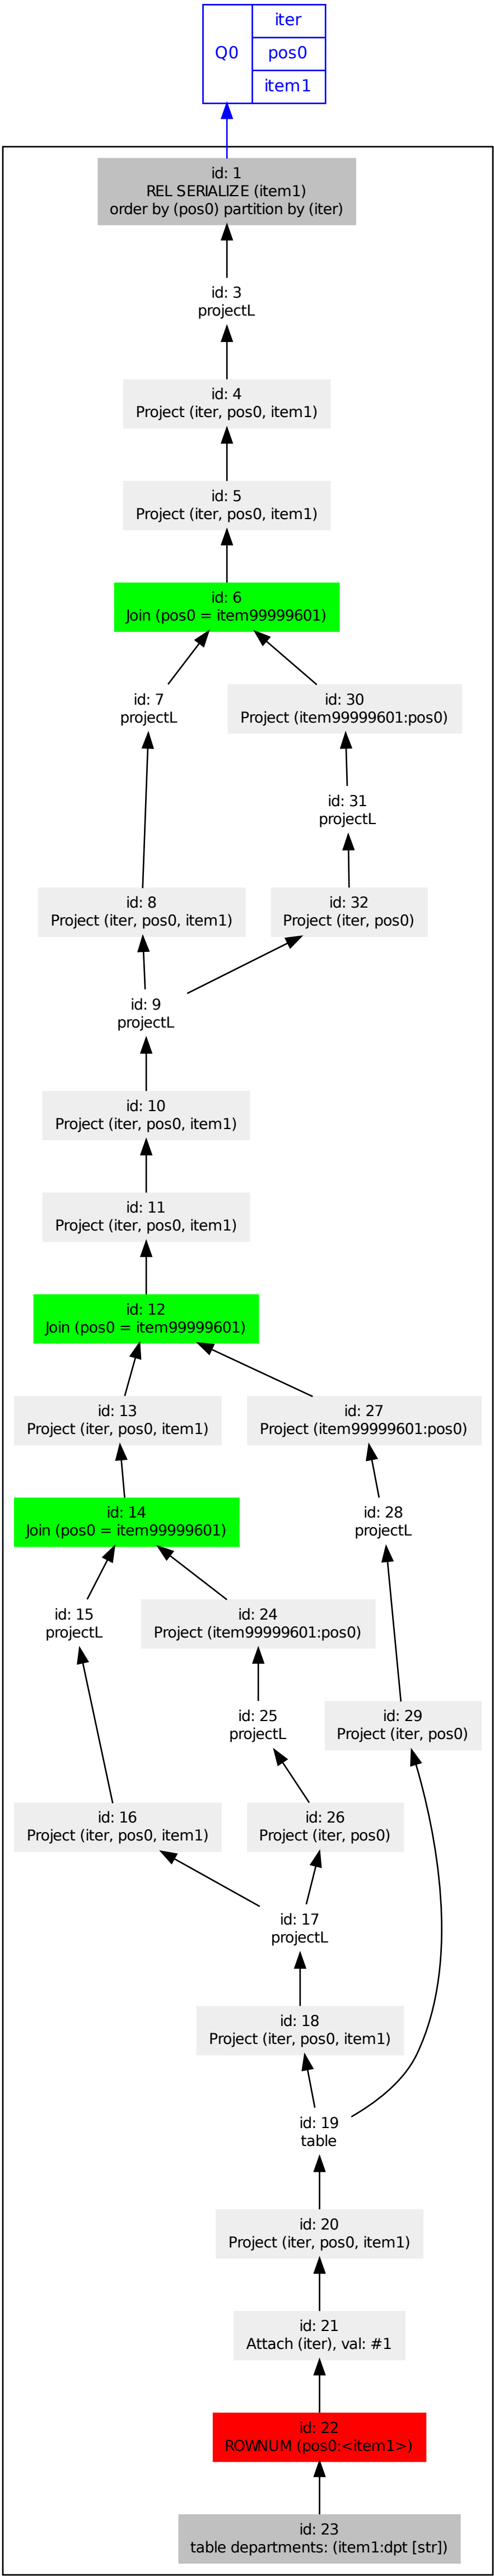 iter
Q0
pos0
item1
id: 1
REL SERIALIZE (item1)
order by (pos0) partition by (iter)
id: 3
projectL
id: 4
Project (iter, pos0, item1)
id: 5
Project (iter, pos0, item1)
id: 6
Join (pos0 = item99999601)
id: 7
projectL
id: 30
Project (item99999601:pos0)
id: 31
projectL
id: 8
Project (iter, pos0, item1)
id: 32
Project (iter, pos0)
id: 9
projectL
id: 10
Project (iter, pos0, item1)
id: 11
Project (iter, pos0, item1)
id: 12
Join (pos0 = item99999601)
id: 13
Project (iter, pos0, item1)
id: 27
Project (item99999601:pos0)
id: 14
Join (pos0 = item99999601)
id: 28
projectL
id: 15
projectL
id: 24
Project (item99999601:pos0)
id: 25
projectL
id: 29
Project (iter, pos0)
id: 16
Project (iter, pos0, item1)
id: 26
Project (iter, pos0)
id: 17
projectL
id: 18
Project (iter, pos0, item1)
id: 19
table
id: 20
Project (iter, pos0, item1)
id: 21
Attach (iter), val: #1
id: 22
ROWNUM (pos0:<item1>)
id: 23
table departments: (item1:dpt [str])